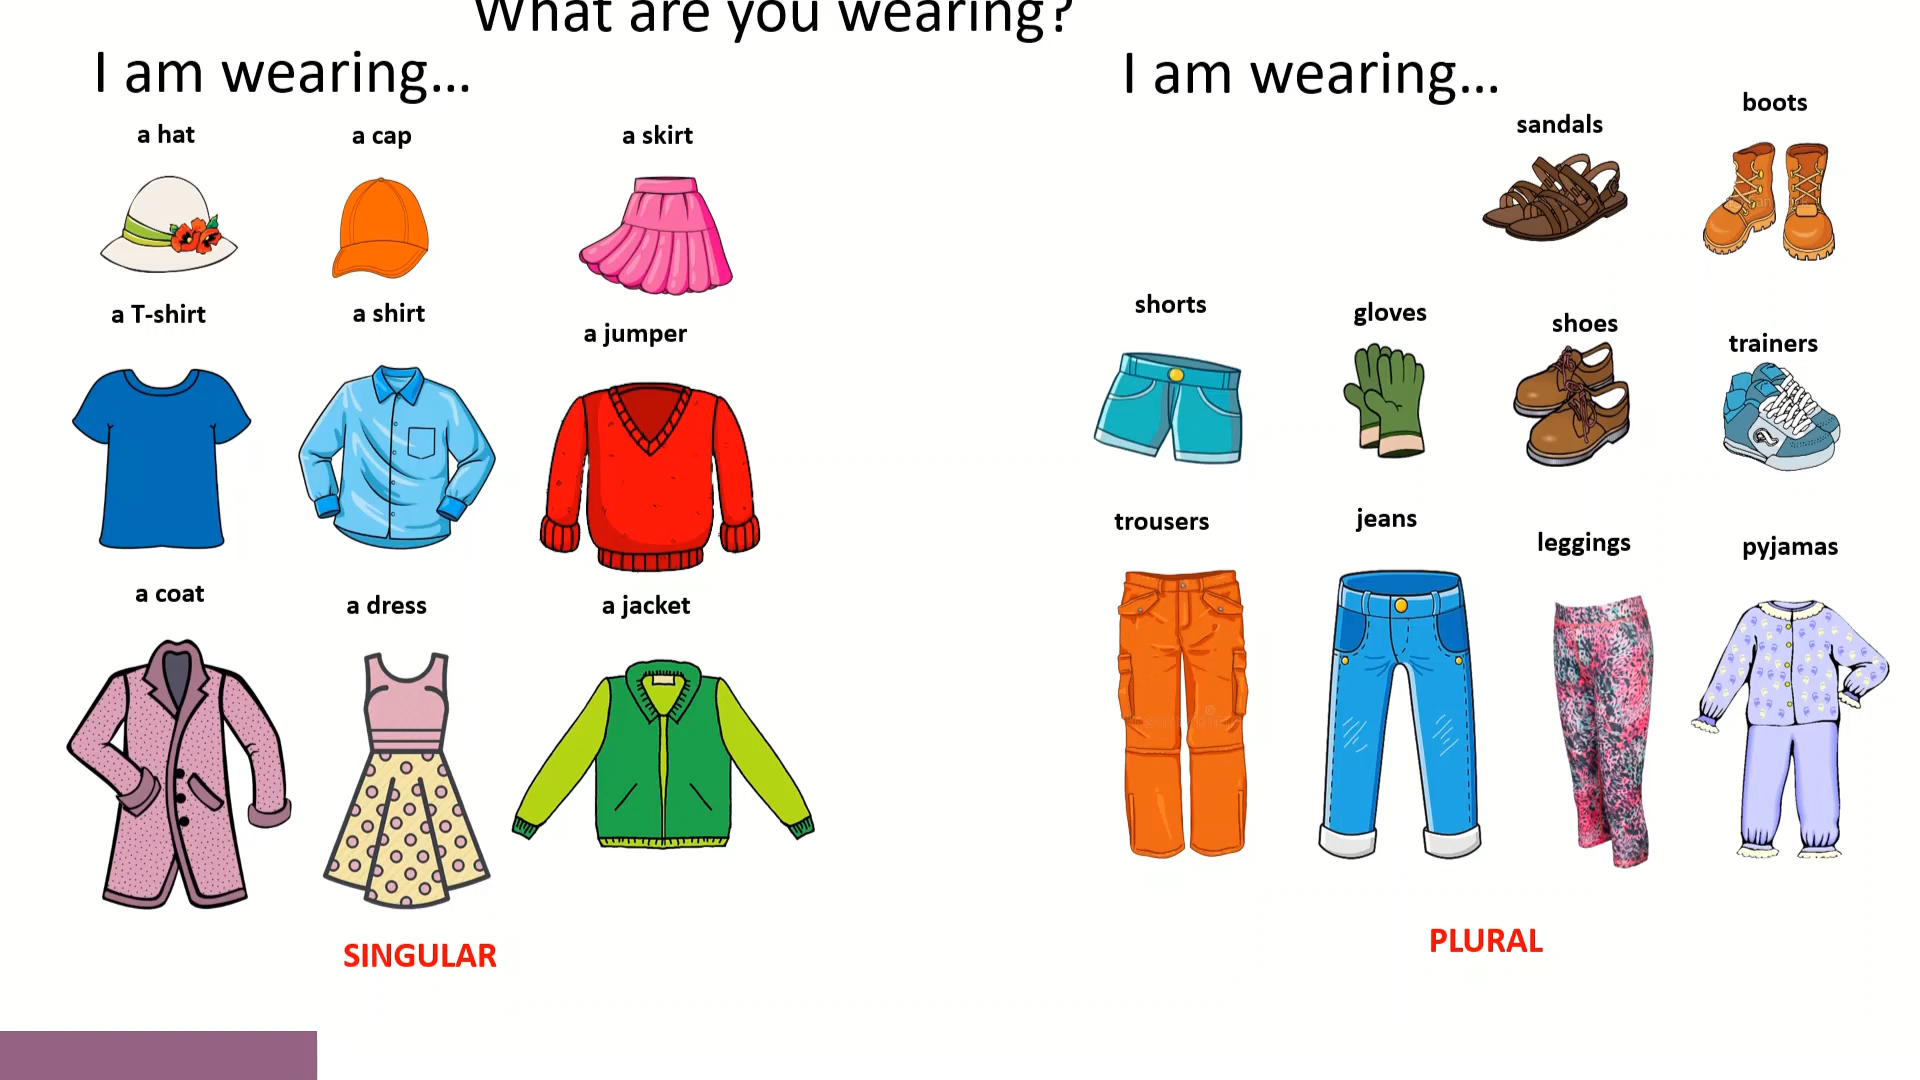 What are you wearing?
I am wearing...
I am wearing...
a hat
a cap
a skirt
a T-shirt
a shirt
a jumper
a coat
a dress
a jacket
SINGULAR
sandals
boots
shorts
gloves
shoes
trainers
trousers
jeans
leggings
pyjamas
PLURAL